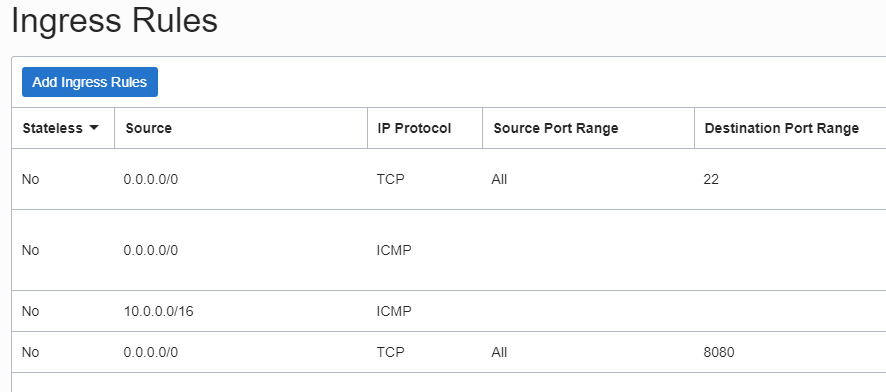 Ingress Rules
Add Ingress Rules
Stateless Source IP Protocol Source Port Range Destination Port Range
No 0.0.0.0/0 TCP All 22
No 0.0.0.0/0 ICMP
No 10.0.0.0/16 ICMP
No 0.0.0.0/0 TCP All 8080